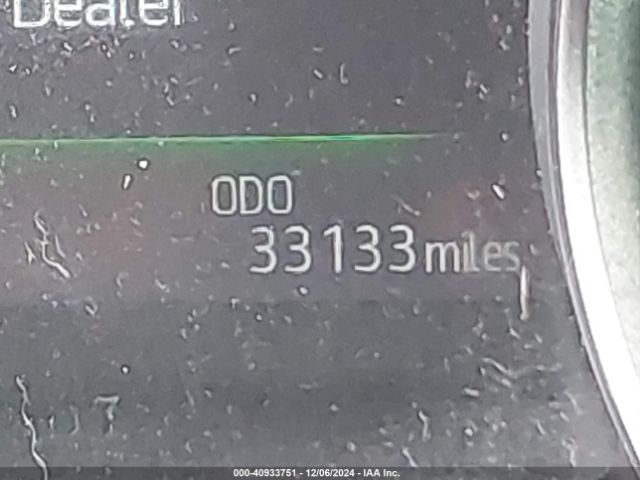 Dealer
ODO
33133 miles
000-40933751 - 12/06/2024 - IAA Inc.